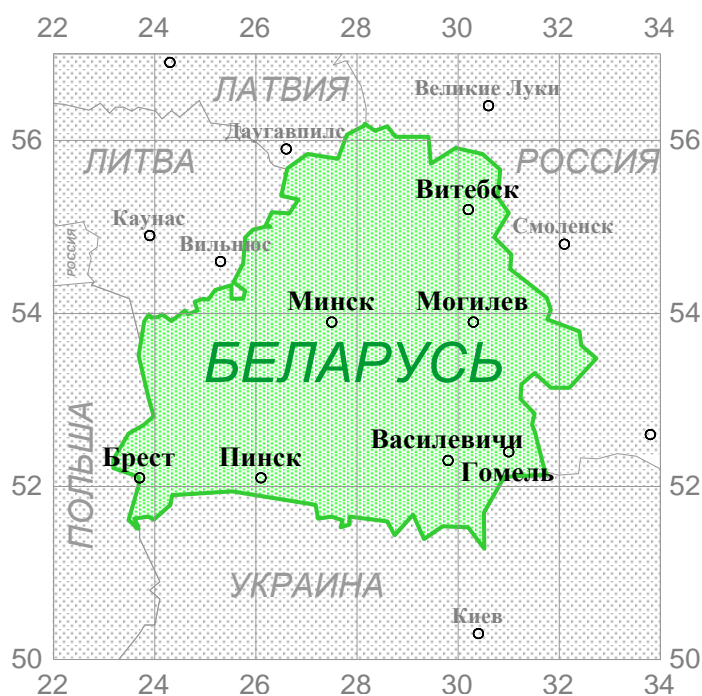 22 24 26 28 30 32 34
ЛАТВИЯ
Великие Луки
Даугавпилс
56 56
ЛИТВА
РОССИЯ
Витебск
Каунас
Смоленск
Вильнюс
РОССИЯ
Минск
Могилев
54 54
БЕЛАРУСЬ
ПОЛЬША
Василевичи
Брест
Пинск
Гомель
52 52
УКРАИНА
Киев
50 50
22 24 26 28 30 32 34